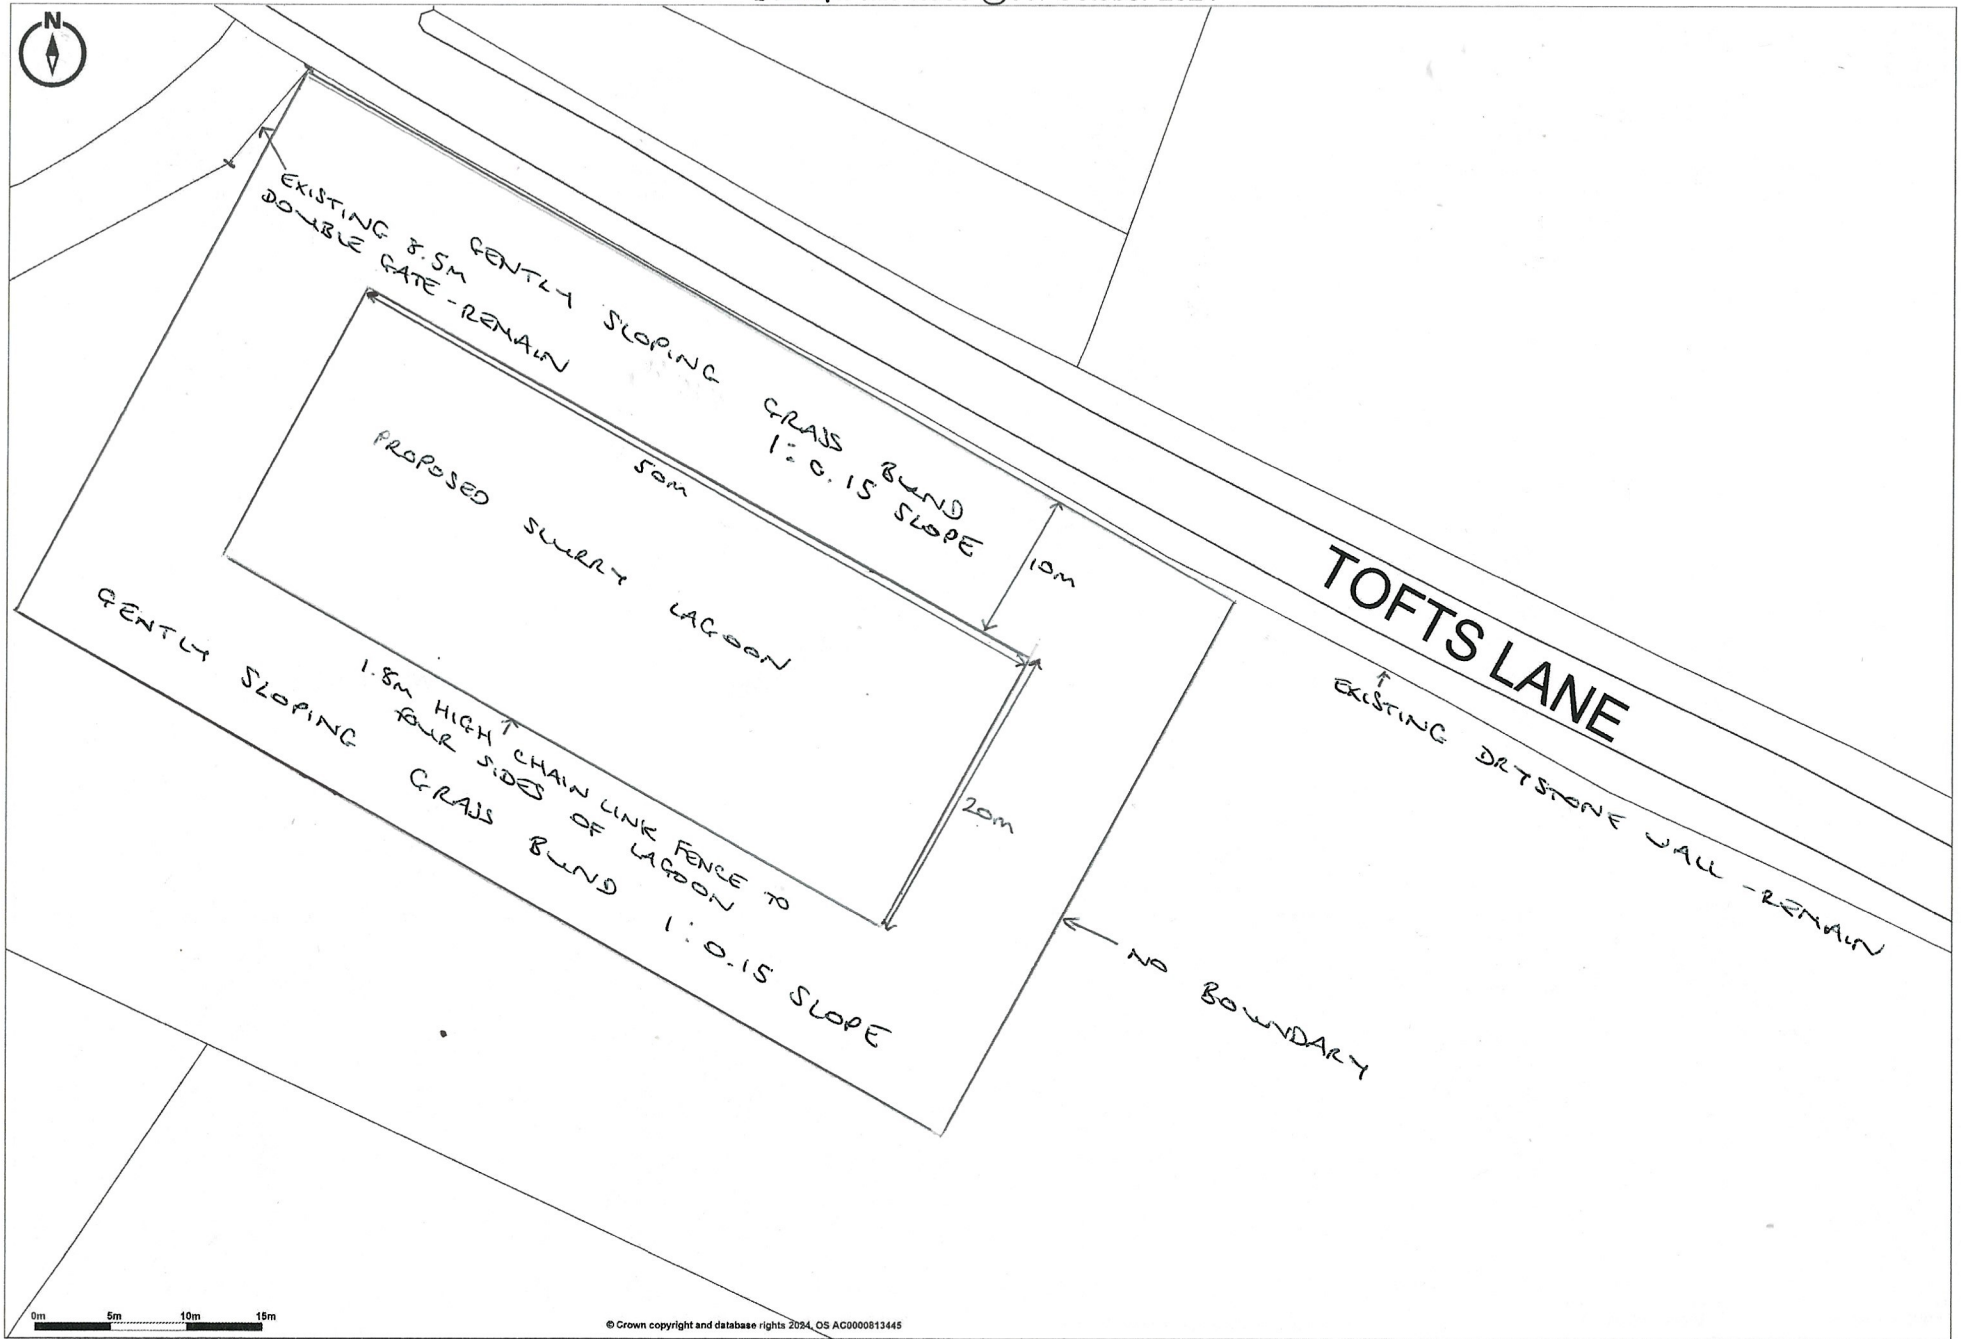 N
EXISTING 8.5M
DOUBLE GATE - REMAIN
GENTLY SLOPING GRASS BUND
1:0.15 SLOPE
50m
10m
PROPOSED SLURRY LAGOON
TOFTS LANE
EXISTING DRYSTONE WALL - REMAIN
20m
1.8m HIGH CHAIN LINK FENCE TO
FOUR SIDES OF LAGOON
GENTLY SLOPING GRASS BUND 1:0.15 SLOPE
NO BOUNDARY
0m 5m 10m 15m
© Crown copyright and database rights 2024. OS AC0000813445